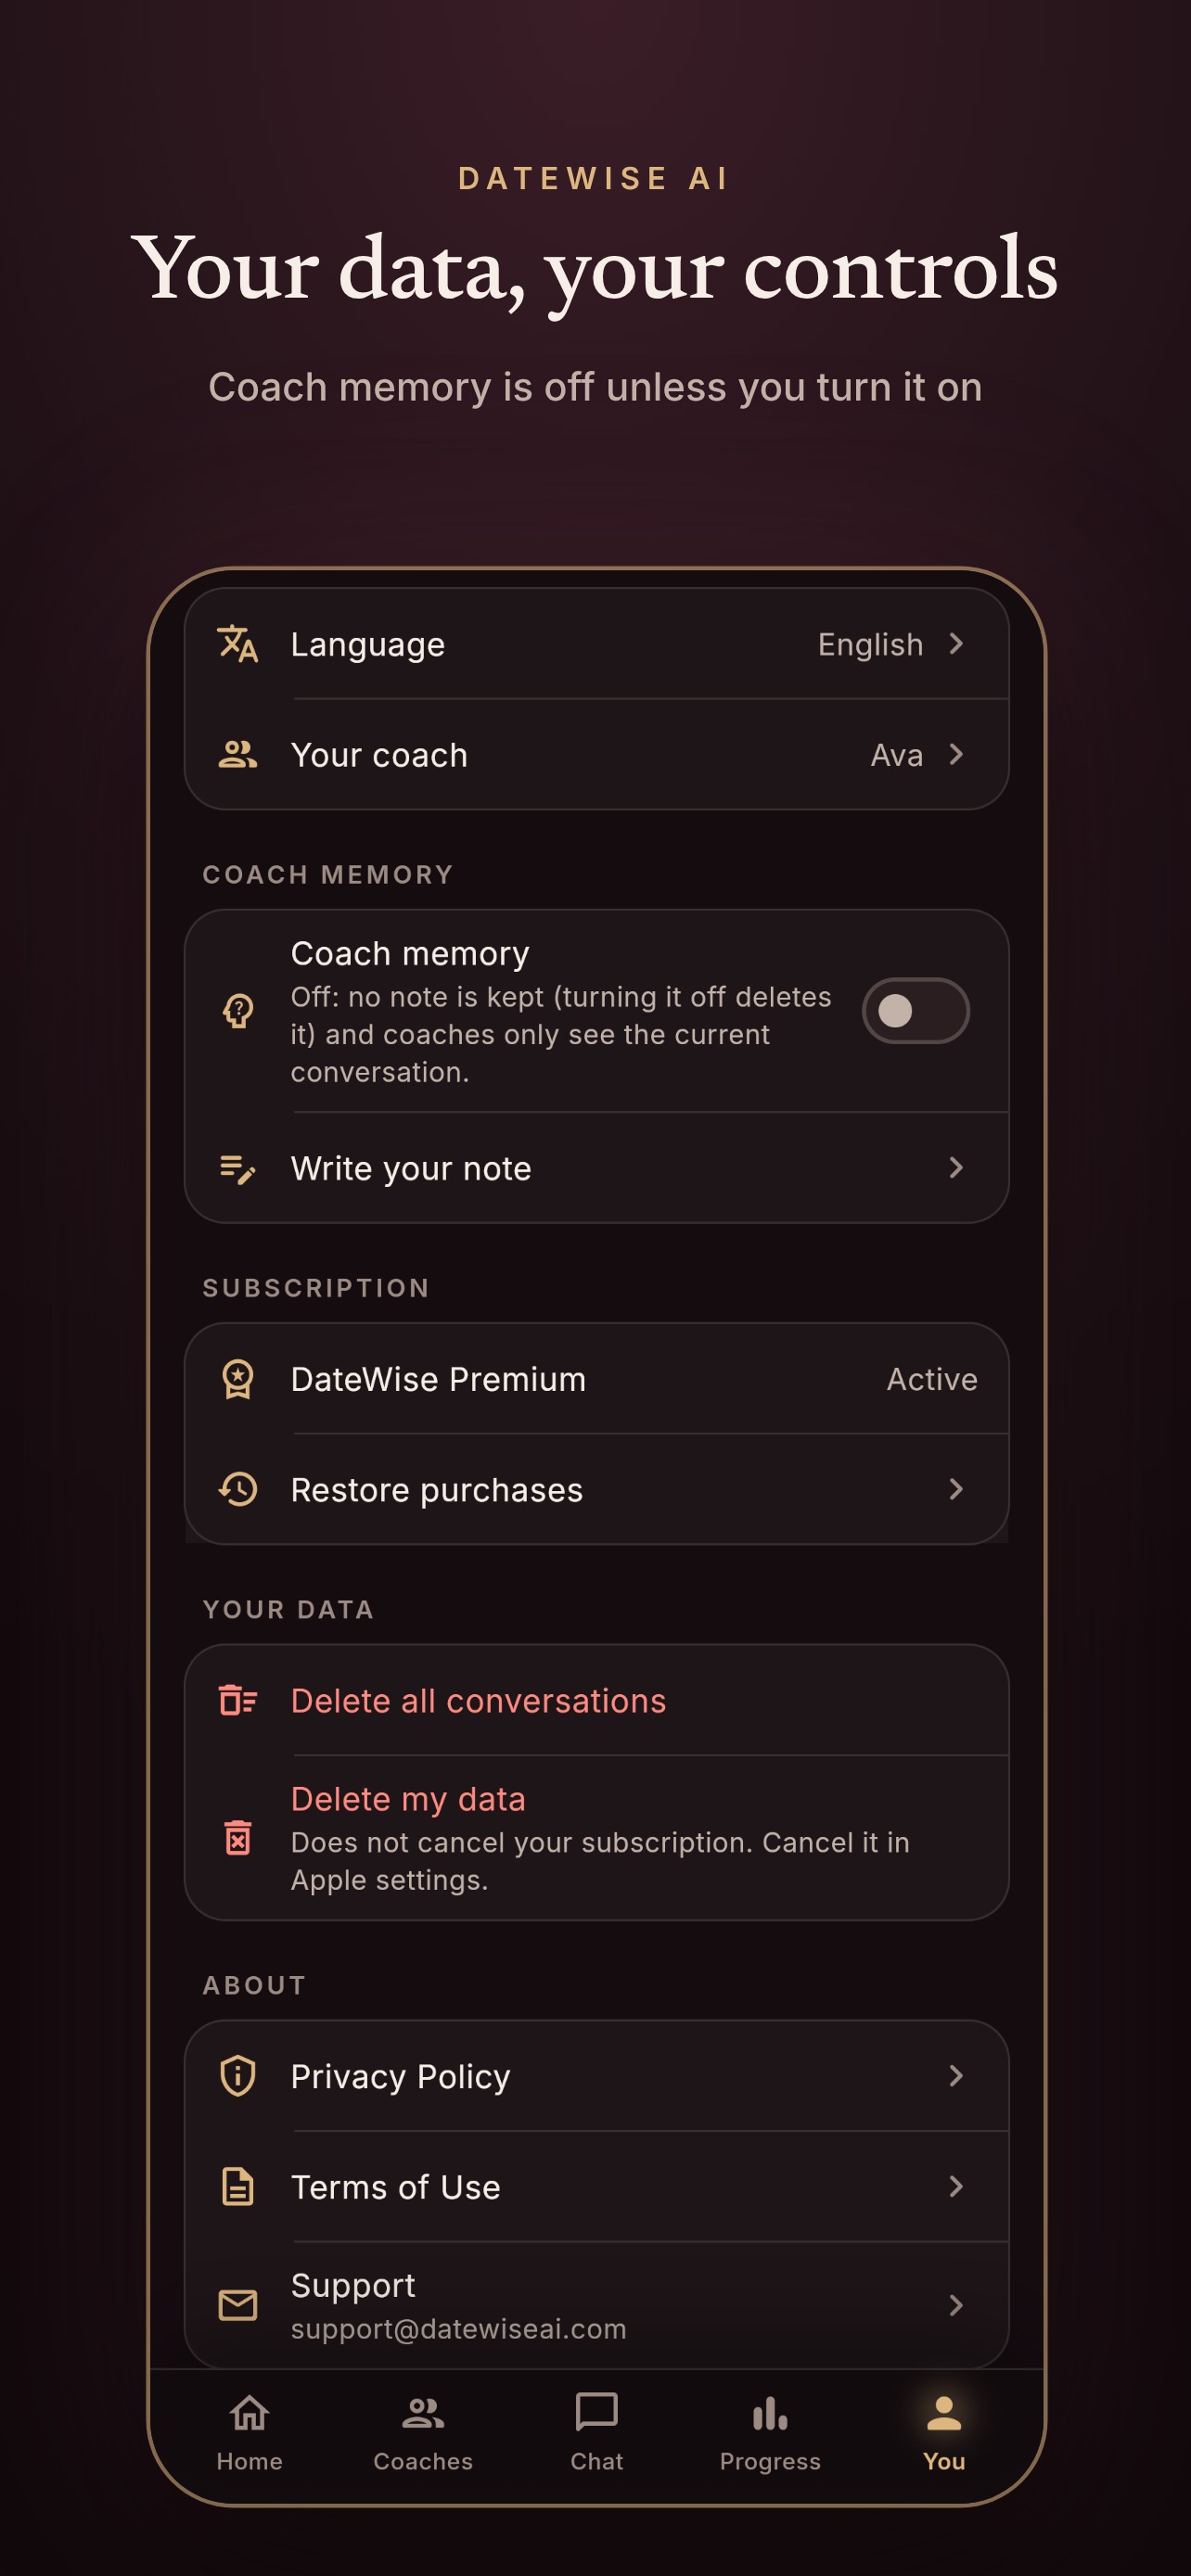 DATEWISE AI
Your data, your controls
Coach memory is off unless you turn it on
Language English
Your coach Ava
COACH MEMORY
Coach memory
Off: no note is kept (turning it off deletes
it) and coaches only see the current
conversation.
Write your note
SUBSCRIPTION
DateWise Premium Active
Restore purchases
YOUR DATA
Delete all conversations
Delete my data
Does not cancel your subscription. Cancel it in
Apple settings.
ABOUT
Privacy Policy
Terms of Use
Support
support@datewiseai.com
Home Coaches Chat Progress You